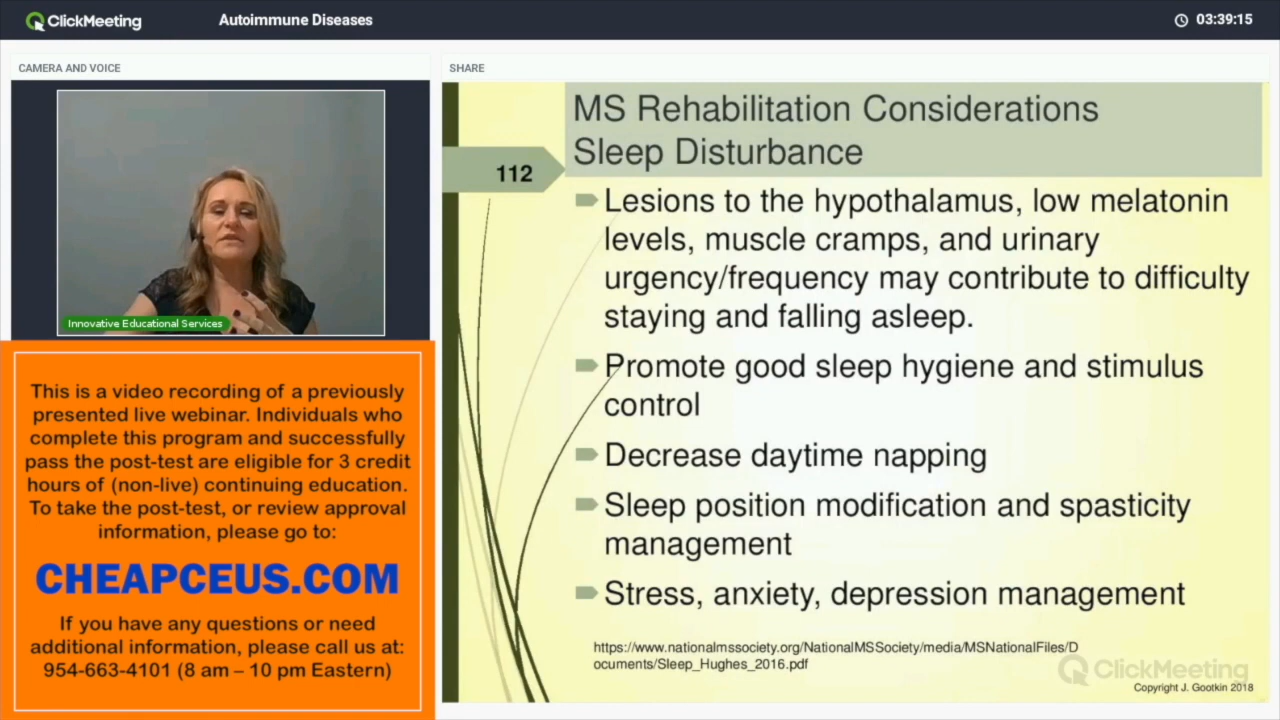 ClickMeeting
Autoimmune Diseases
03:39:15
CAMERA AND VOICE
SHARE
Innovative Educational Services
This is a video recording of a previously
presented live webinar. Individuals who
complete this program and successfully
pass the post-test are eligible for 3 credit
hours of (non-live) continuing education.
To take the post-test, or review approval
information, please go to:
CHEAPCEUS.COM
If you have any questions or need
additional information, please call us at:
954-663-4101 (8 am – 10 pm Eastern)
MS Rehabilitation Considerations
Sleep Disturbance
112
Lesions to the hypothalamus, low melatonin
levels, muscle cramps, and urinary
urgency/frequency may contribute to difficulty
staying and falling asleep.
Promote good sleep hygiene and stimulus
control
Decrease daytime napping
Sleep position modification and spasticity
management
Stress, anxiety, depression management
https://www.nationalmssociety.org/NationalMSSociety/media/MSNationalFiles/D
ocuments/Sleep_Hughes_2016.pdf
ClickMeeting
Copyright J. Gootkin 2018